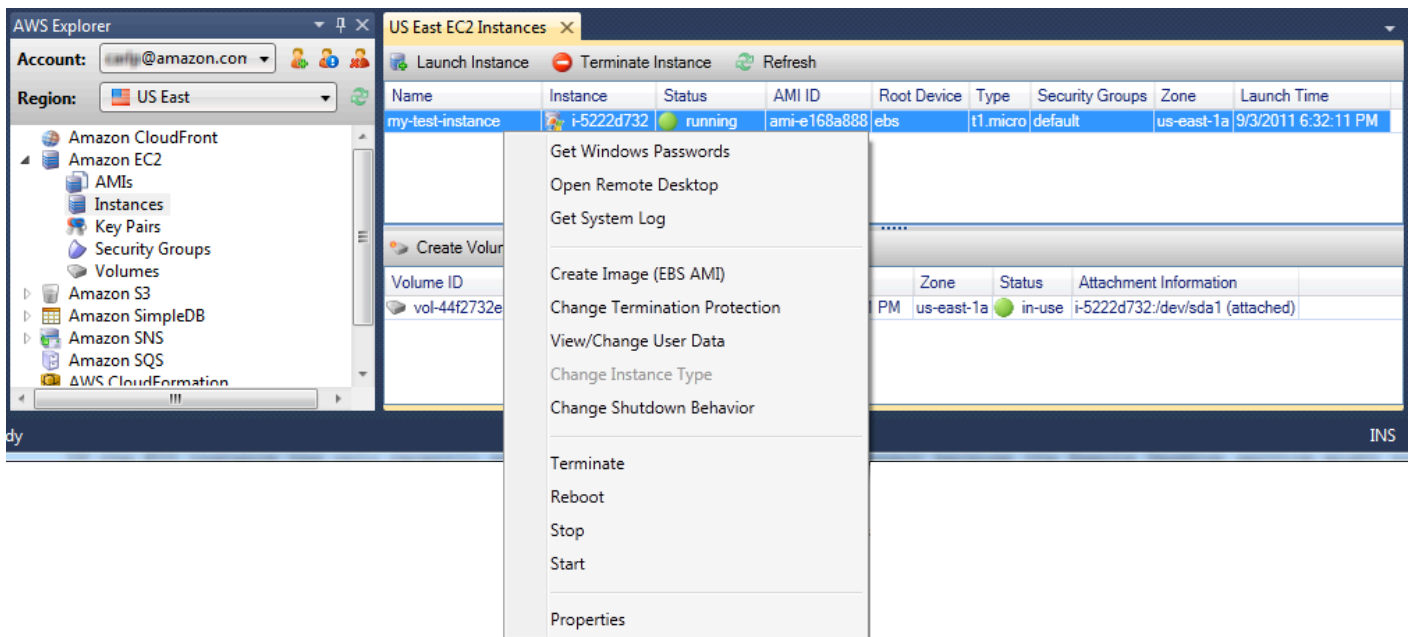 AWS Explorer
Account: @amazon.con
Region: US East
Amazon CloudFront
Amazon EC2
AMIs
Instances
Key Pairs
Security Groups
Volumes
Amazon S3
Amazon SimpleDB
Amazon SNS
Amazon SQS
AWS CloudFormation
US East EC2 Instances
Launch Instance Terminate Instance Refresh
Name Instance Status AMI ID Root Device Type Security Groups Zone Launch Time
my-test-instance i-5222d732 running ami-e168a888 ebs t1.micro default us-east-1a 9/3/2011 6:32:11 PM
Get Windows Passwords
Open Remote Desktop
Get System Log
Create Image (EBS AMI)
Change Termination Protection
View/Change User Data
Change Instance Type
Change Shutdown Behavior
Terminate
Reboot
Stop
Start
Properties
Create Volur
Volume ID Zone Status Attachment Information
vol-44f2732e PM us-east-1a in-use i-5222d732:/dev/sda1 (attached)
dy
INS